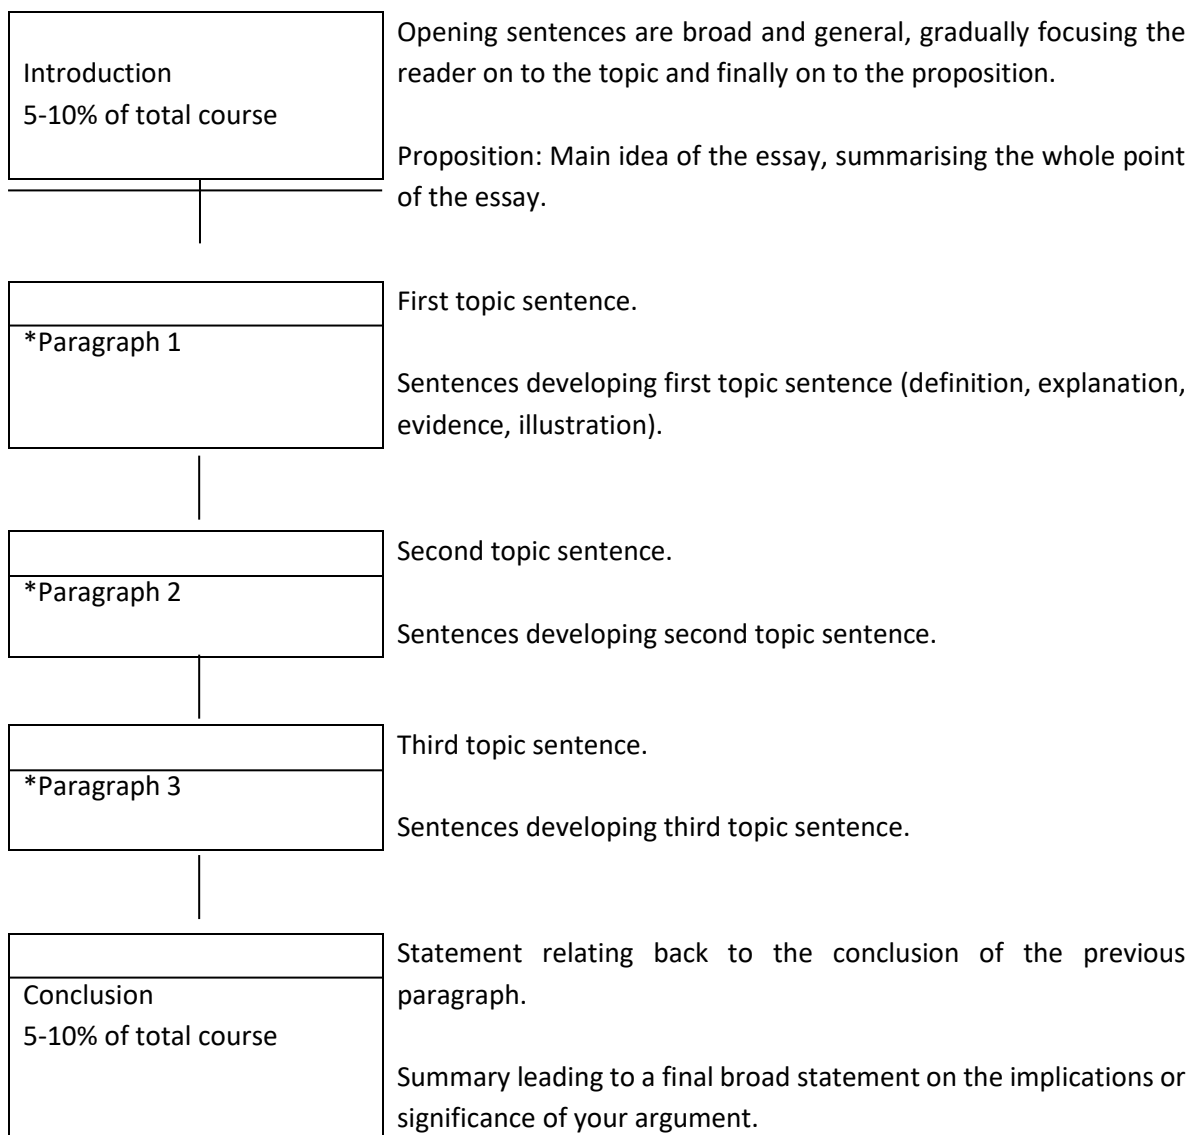 Introduction
5-10% of total course
Opening sentences are broad and general, gradually focusing the
reader on to the topic and finally on to the proposition.
Proposition: Main idea of the essay, summarising the whole point
of the essay.
First topic sentence.
*Paragraph 1
Sentences developing first topic sentence (definition, explanation,
evidence, illustration).
Second topic sentence.
*Paragraph 2
Sentences developing second topic sentence.
Third topic sentence.
*Paragraph 3
Sentences developing third topic sentence.
Statement relating back to the conclusion of the previous
paragraph.
Conclusion
5-10% of total course
Summary leading to a final broad statement on the implications or
significance of your argument.